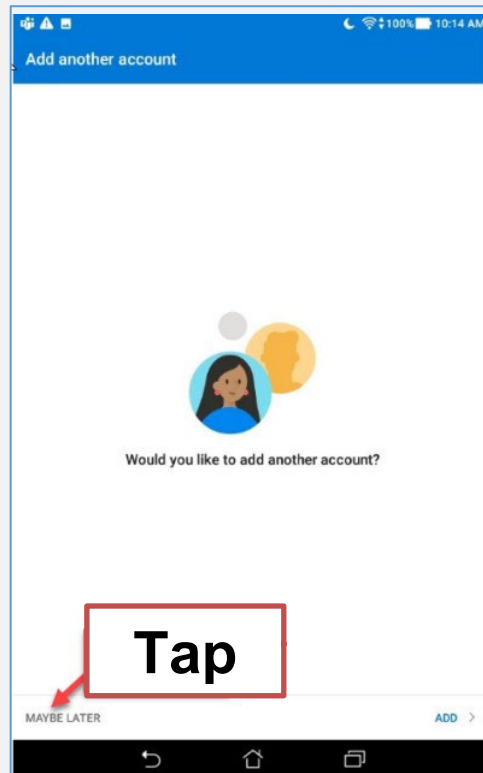 100% 10:14 AM
Add another account
Would you like to add another account?
Tap
MAYBE LATER ADD